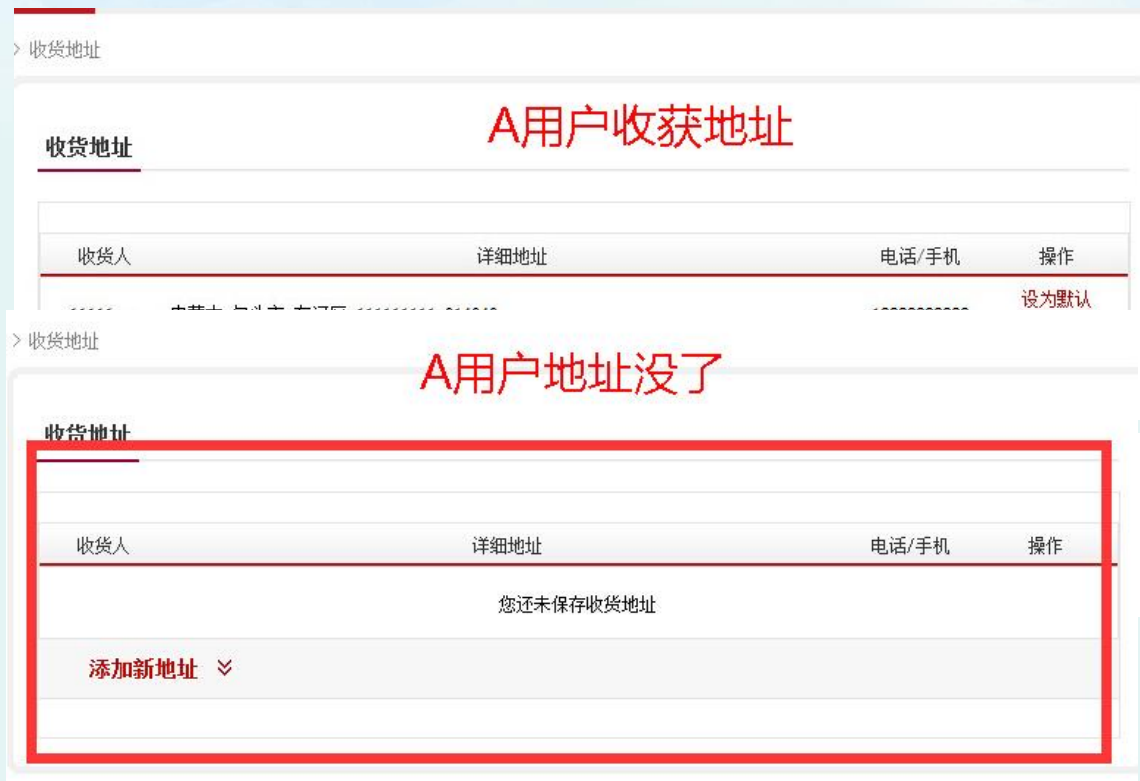 > 收货地址
A用户收获地址
收货地址
收货人 详细地址 电话/手机 操作
设为默认
> 收货地址
A用户地址没了
收货地址
收货人 详细地址 电话/手机 操作
您还未保存收货地址
添加新地址